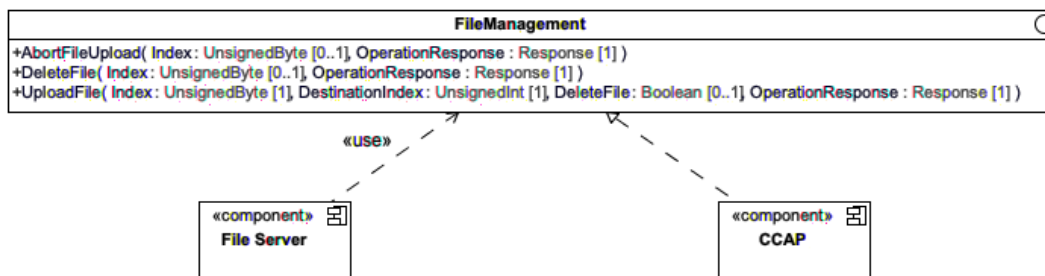 FileManagement
+AbortFileUpload( Index : UnsignedByte [0..1], OperationResponse : Response [1] )
+DeleteFile( Index : UnsignedByte [0..1], OperationResponse : Response [1] )
+UploadFile( Index : UnsignedByte [1], DestinationIndex : UnsignedInt [1], DeleteFile : Boolean [0..1], OperationResponse : Response [1] )
«use»
«component» «component»
File Server CCAP